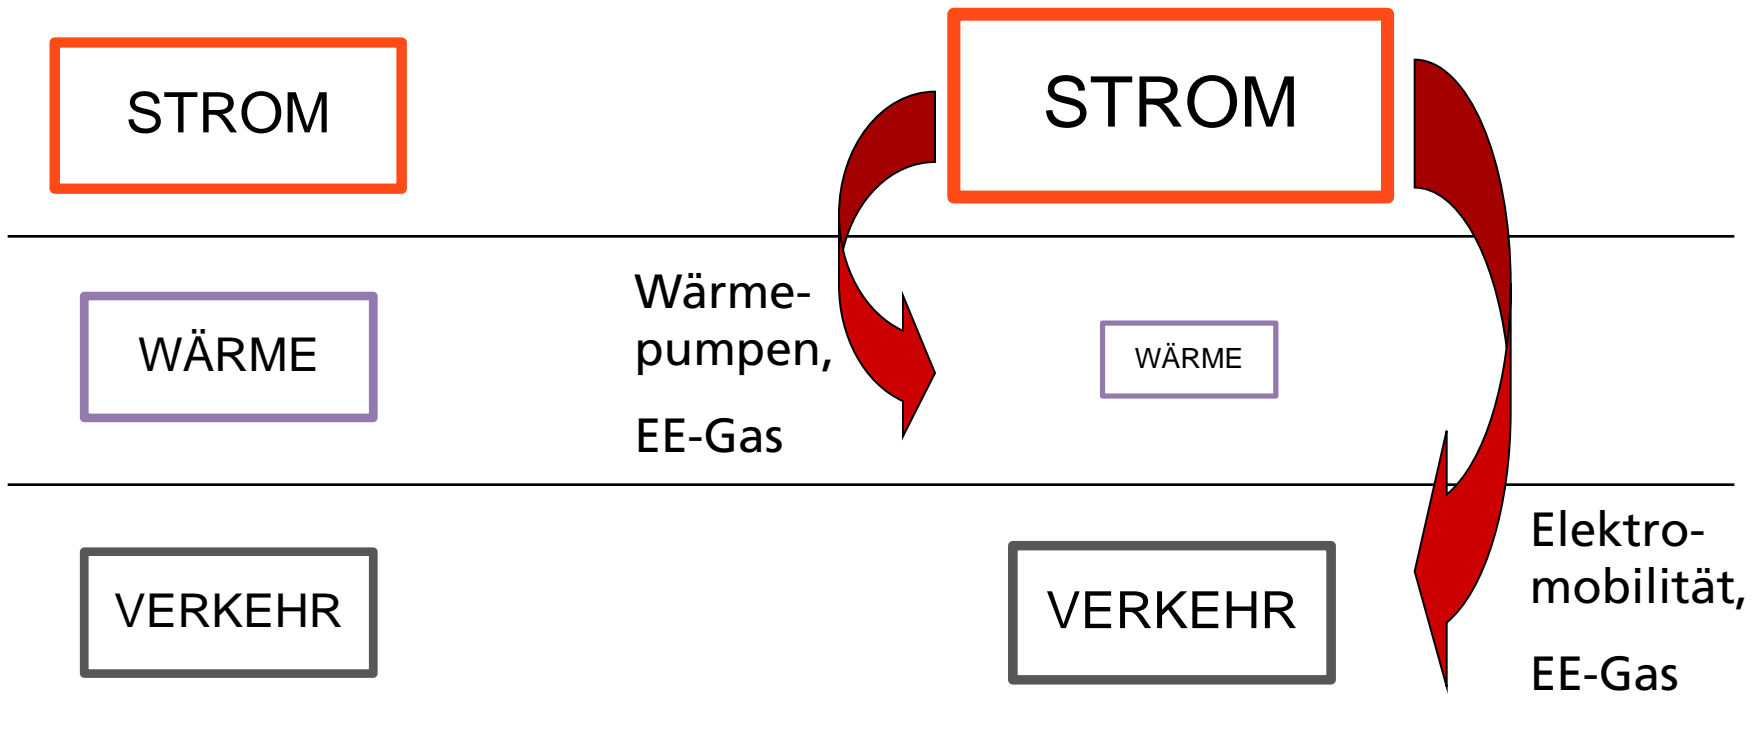 STROM
STROM
WÄRME
Wärme-
pumpen,
EE-Gas
WÄRME
VERKEHR
VERKEHR
Elektro-
mobilität,
EE-Gas